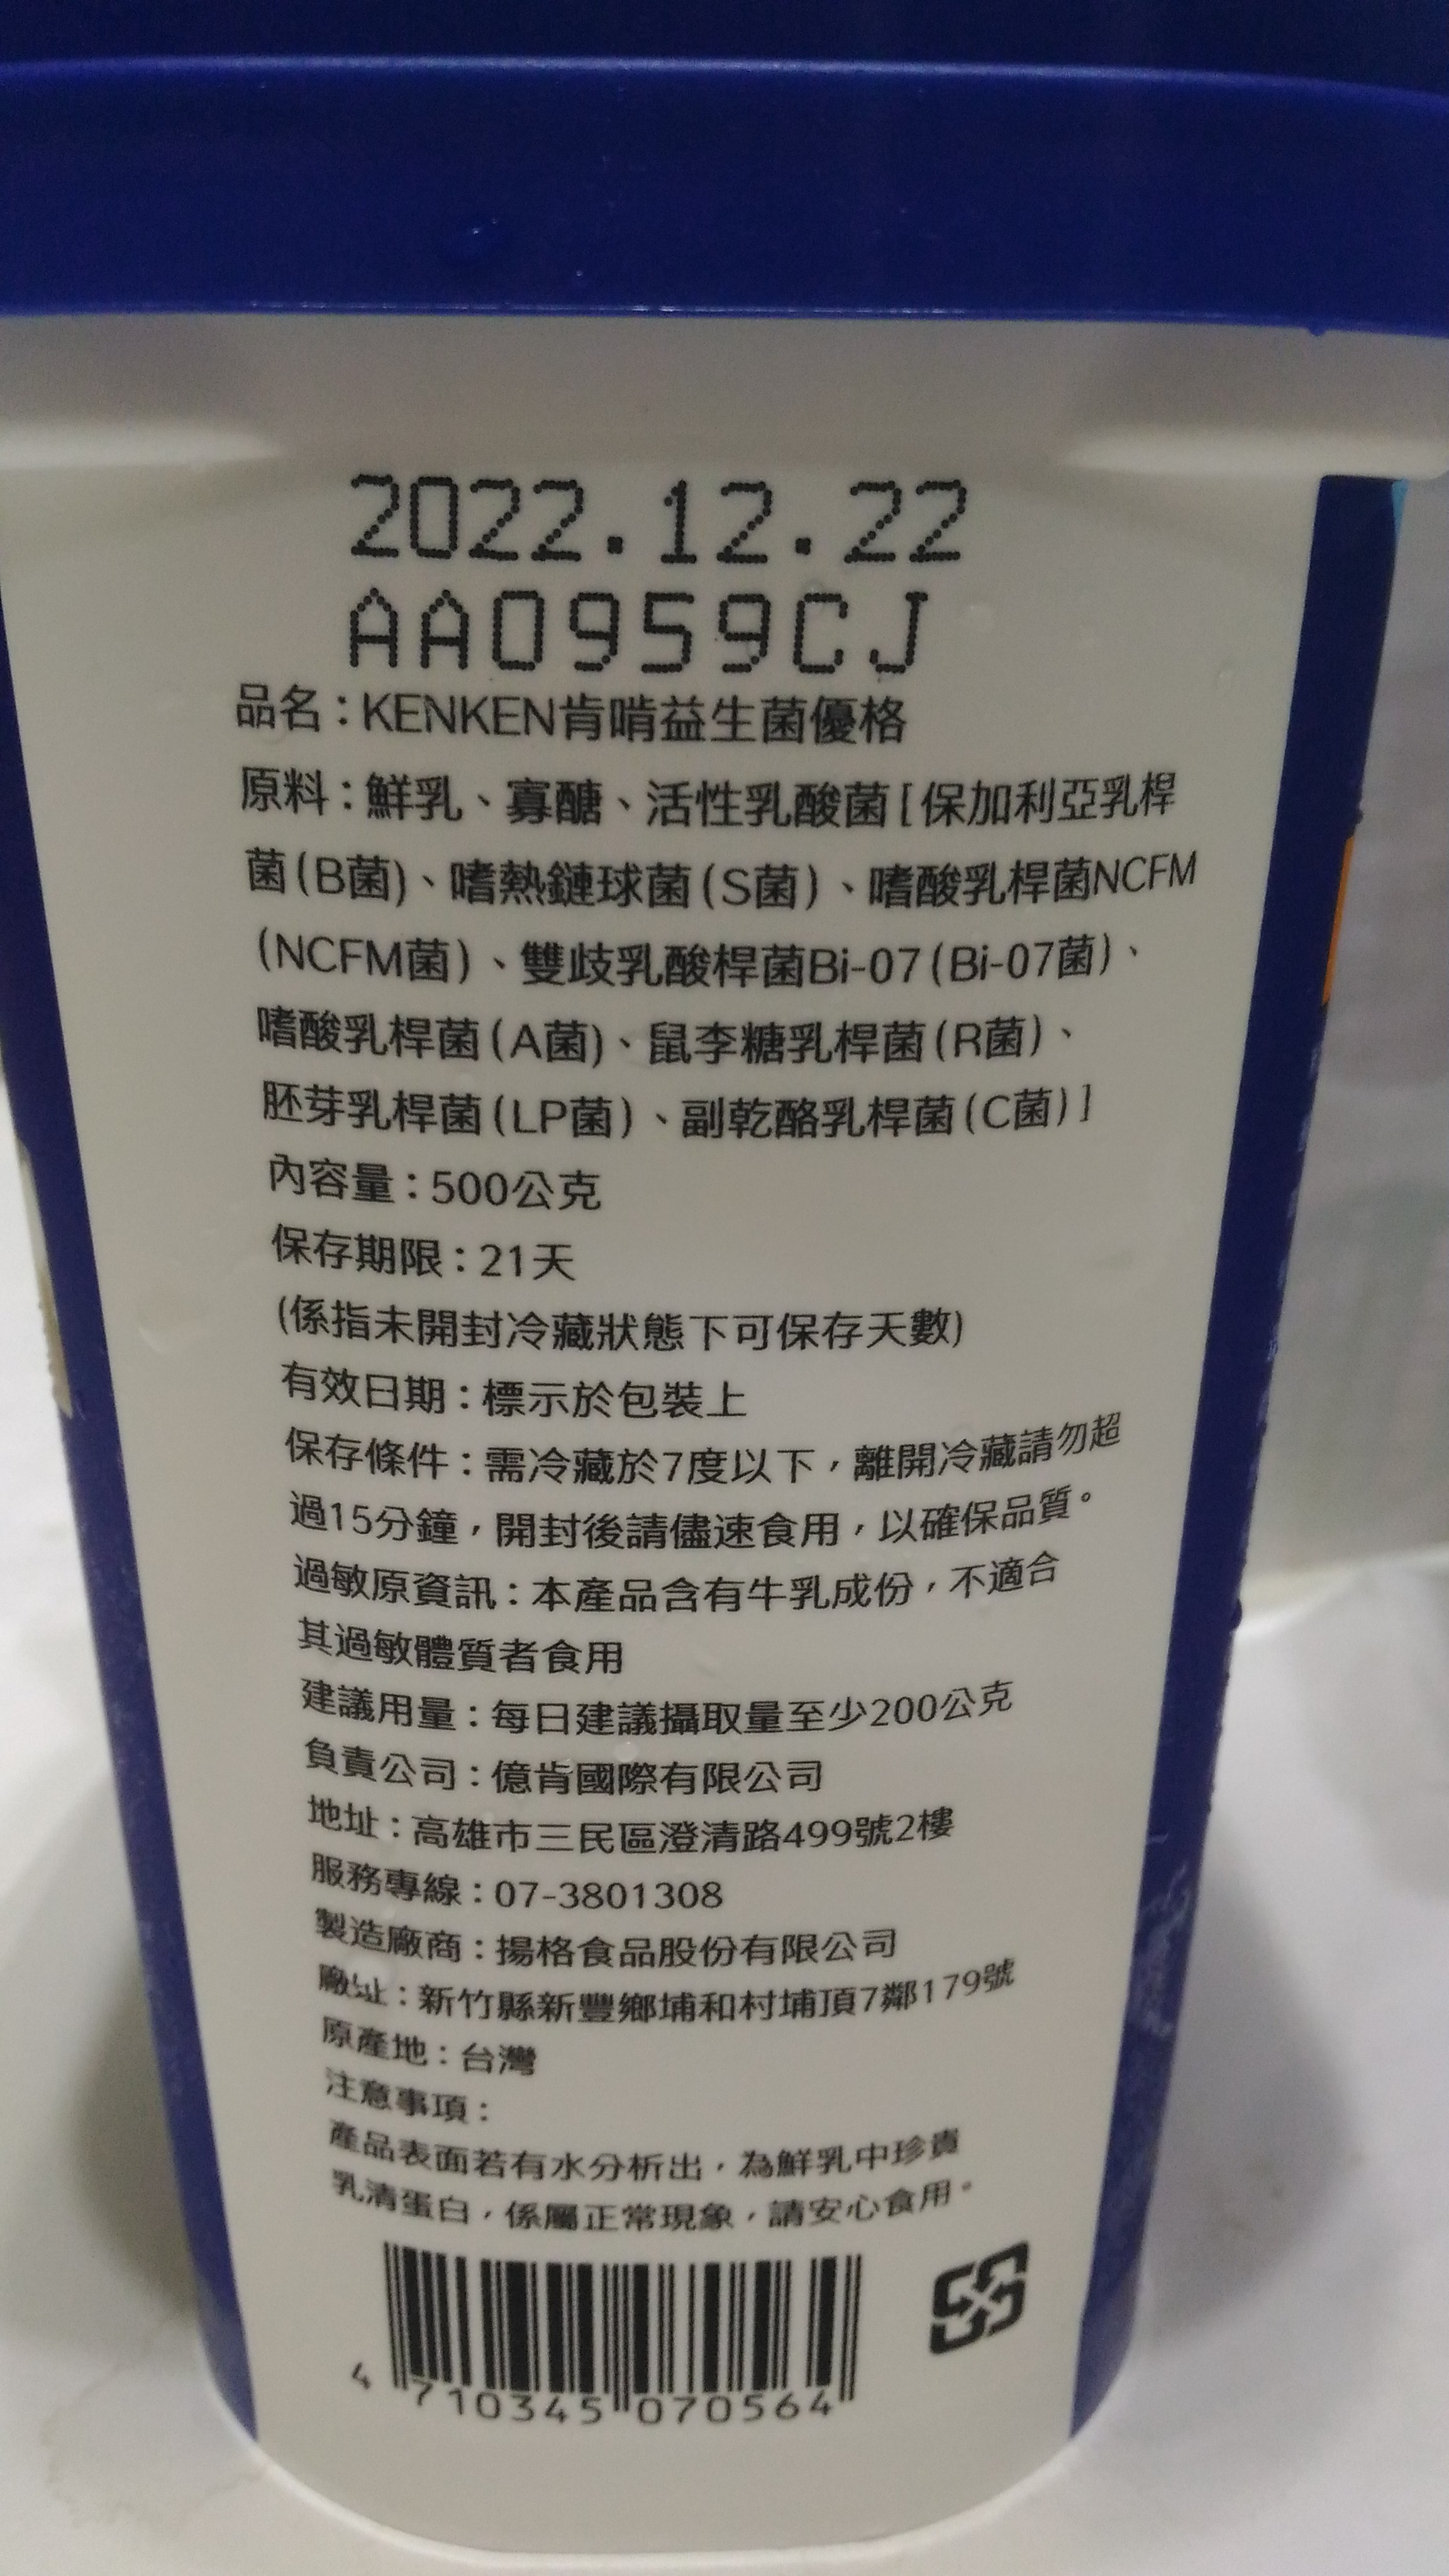 2022.12.22
AA0959CJ
品名：KENKEN肯啃益生菌優格
原料：鮮乳、寡醣、活性乳酸菌[保加利亞乳桿
菌(B菌)、嗜熱鏈球菌(S菌)、嗜酸乳桿菌NCFM
(NCFM菌)、雙歧乳酸桿菌Bi-07(Bi-07菌)、
嗜酸乳桿菌(A菌)、鼠李糖乳桿菌(R菌)、
胚芽乳桿菌(LP菌)、副乾酪乳桿菌(C菌)]
內容量：500公克
保存期限：21天
(係指未開封冷藏狀態下可保存天數)
有效日期：標示於包裝上
保存條件：需冷藏於7度以下，離開冷藏請勿超
過15分鐘，開封後請儘速食用，以確保品質。
過敏原資訊：本產品含有牛乳成份，不適合
其過敏體質者食用
建議用量：每日建議攝取量至少200公克
負責公司：億肯國際有限公司
地址：高雄市三民區澄清路499號2樓
服務專線：07-3801308
製造廠商：揚格食品股份有限公司
廠址：新竹縣新豐鄉埔和村埔頂7鄰179號
原產地：台灣
注意事項：
產品表面若有水分析出，為鮮乳中珍貴
乳清蛋白，係屬正常現象，請安心食用。
4 710345 070564